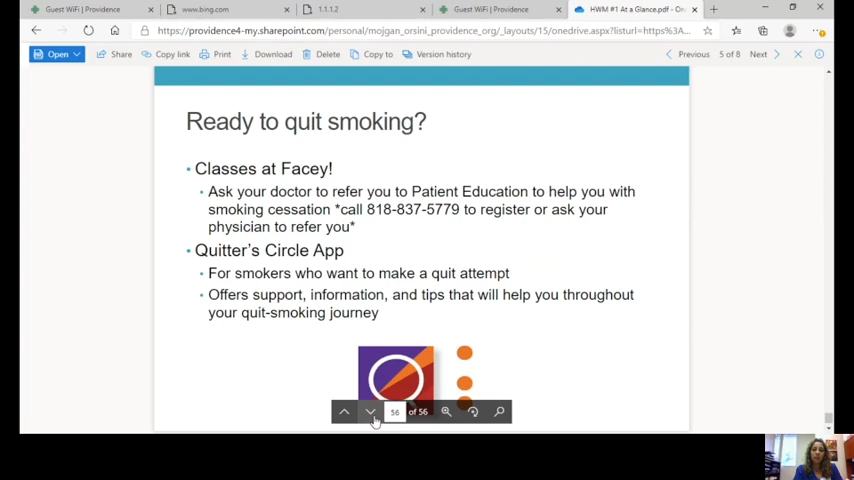 Guest WiFi | Providence
www.bing.com
1.1.1.2
Guest WiFi | Providence
HWM #1 At a Glance.pdf - On
https://providence4-my.sharepoint.com/personal/mojgan_orsini_providence_org/_layouts/15/onedrive.aspx?listurl=https%3A...
Open
Share
Copy link
Print
Download
Delete
Copy to
Version history
Previous
5 of 8
Next
Ready to quit smoking?
• Classes at Facey!
• Ask your doctor to refer you to Patient Education to help you with
smoking cessation *call 818-837-5779 to register or ask your
physician to refer you*
• Quitter's Circle App
• For smokers who want to make a quit attempt
• Offers support, information, and tips that will help you throughout
your quit-smoking journey
56 of 56